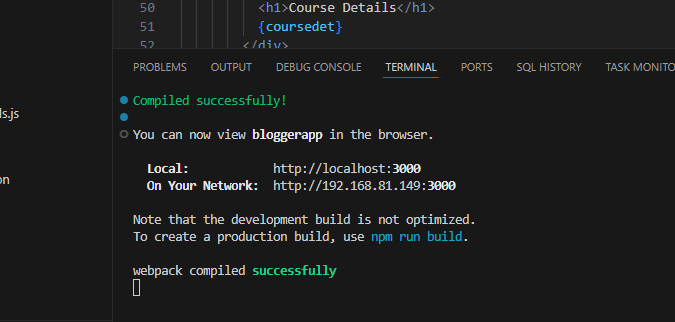 50 <h1>Course Details</h1>
51 {coursedet}
52 </div>
PROBLEMS OUTPUT DEBUG CONSOLE TERMINAL PORTS SQL HISTORY TASK MONITO
ls.js
on
Compiled successfully!
You can now view bloggerapp in the browser.
Local: http://localhost:3000
On Your Network: http://192.168.81.149:3000
Note that the development build is not optimized.
To create a production build, use npm run build.
webpack compiled successfully